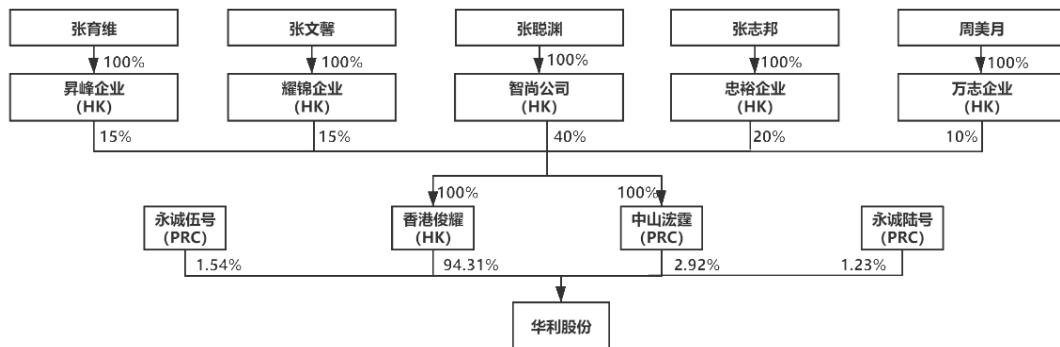 张育维
张文馨
张聪渊
张志邦
周美月
100%
100%
100%
100%
100%
昇峰企业
(HK)
耀锦企业
(HK)
智尚公司
(HK)
忠裕企业
(HK)
万志企业
(HK)
15%
15%
40%
20%
10%
100%
100%
永诚伍号
(PRC)
香港俊耀
(HK)
中山浤霆
(PRC)
永诚陆号
(PRC)
1.54%
94.31%
2.92%
1.23%
华利股份